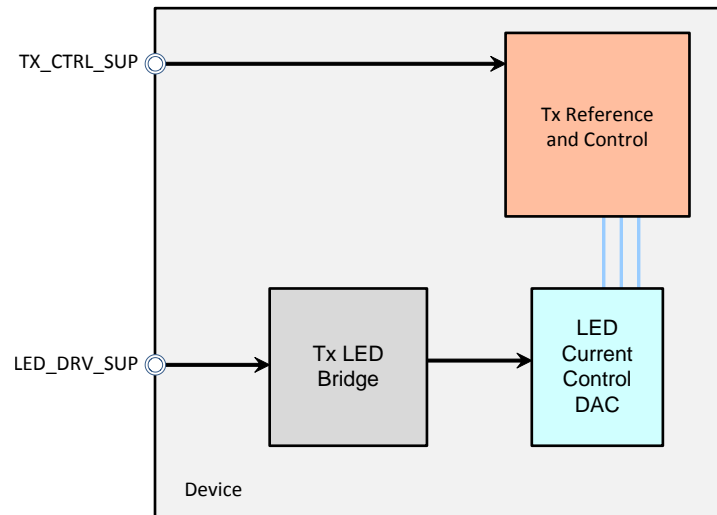 TX_CTRL_SUP
Tx Reference
and Control
LED_DRV_SUP
Tx LED
Bridge
LED
Current
Control
DAC
Device